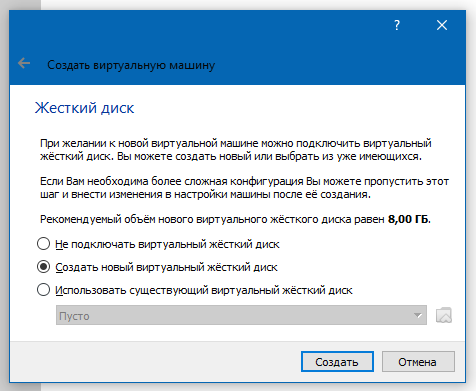 ?
Создать виртуальную машину
Жесткий диск
При желании к новой виртуальной машине можно подключить виртуальный
жёсткий диск. Вы можете создать новый или выбрать из уже имеющихся.
Если Вам необходима более сложная конфигурация Вы можете пропустить этот
шаг и внести изменения в настройки машины после её создания.
Рекомендуемый объём нового виртуального жёсткого диска равен 8,00 ГБ.
Не подключать виртуальный жёсткий диск
Создать новый виртуальный жёсткий диск
Использовать существующий виртуальный жёсткий диск
Пусто
Создать
Отмена